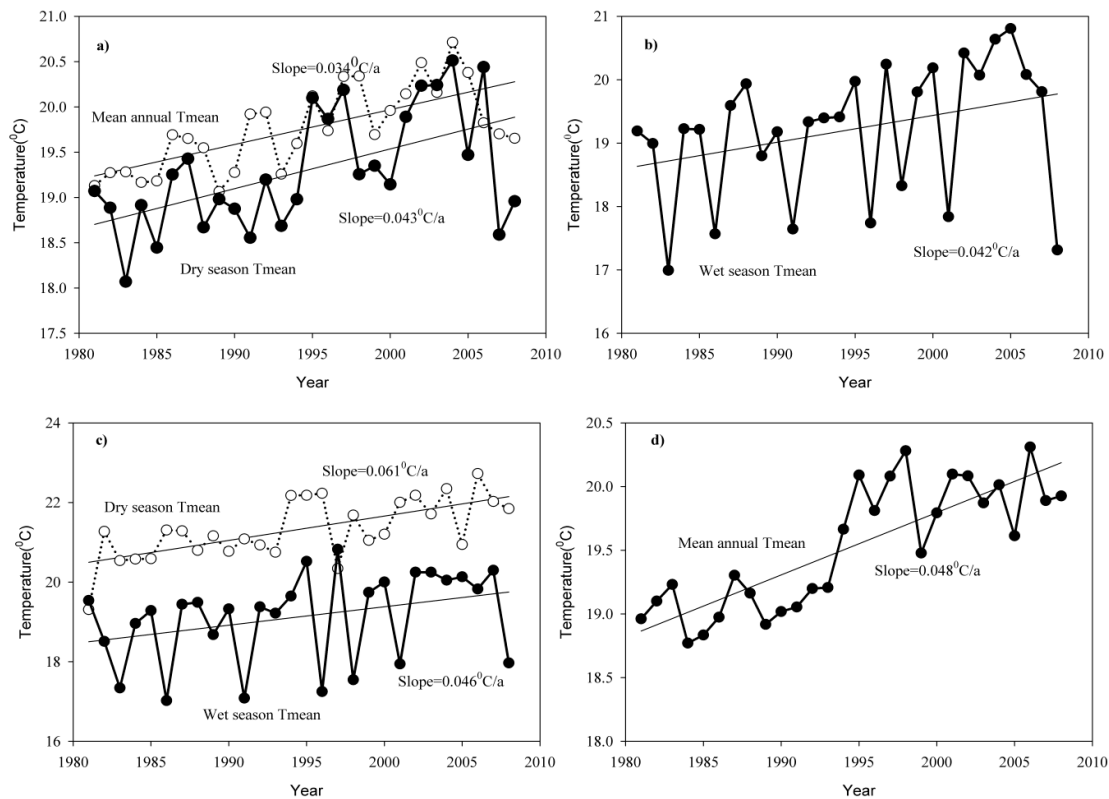 a)
Slope=0.034⁰C/a
Mean annual Tmean
Slope=0.043⁰C/a
Dry season Tmean
Temperature(⁰C)
21.0
20.5
20.0
19.5
19.0
18.5
18.0
17.5
1980 1985 1990 1995 2000 2005 2010
Year
b)
Slope=0.042⁰C/a
Wet season Tmean
Temperature(⁰C)
21
20
19
18
17
16
1980 1985 1990 1995 2000 2005 2010
Year
c)
Slope=0.061⁰C/a
Dry season Tmean
Slope=0.046⁰C/a
Wet season Tmean
Temperature(⁰C)
24
22
20
18
16
1980 1985 1990 1995 2000 2005 2010
Year
d)
Mean annual Tmean
Slope=0.048⁰C/a
Temperature(⁰C)
20.5
20.0
19.5
19.0
18.5
18.0
1980 1985 1990 1995 2000 2005 2010
Year